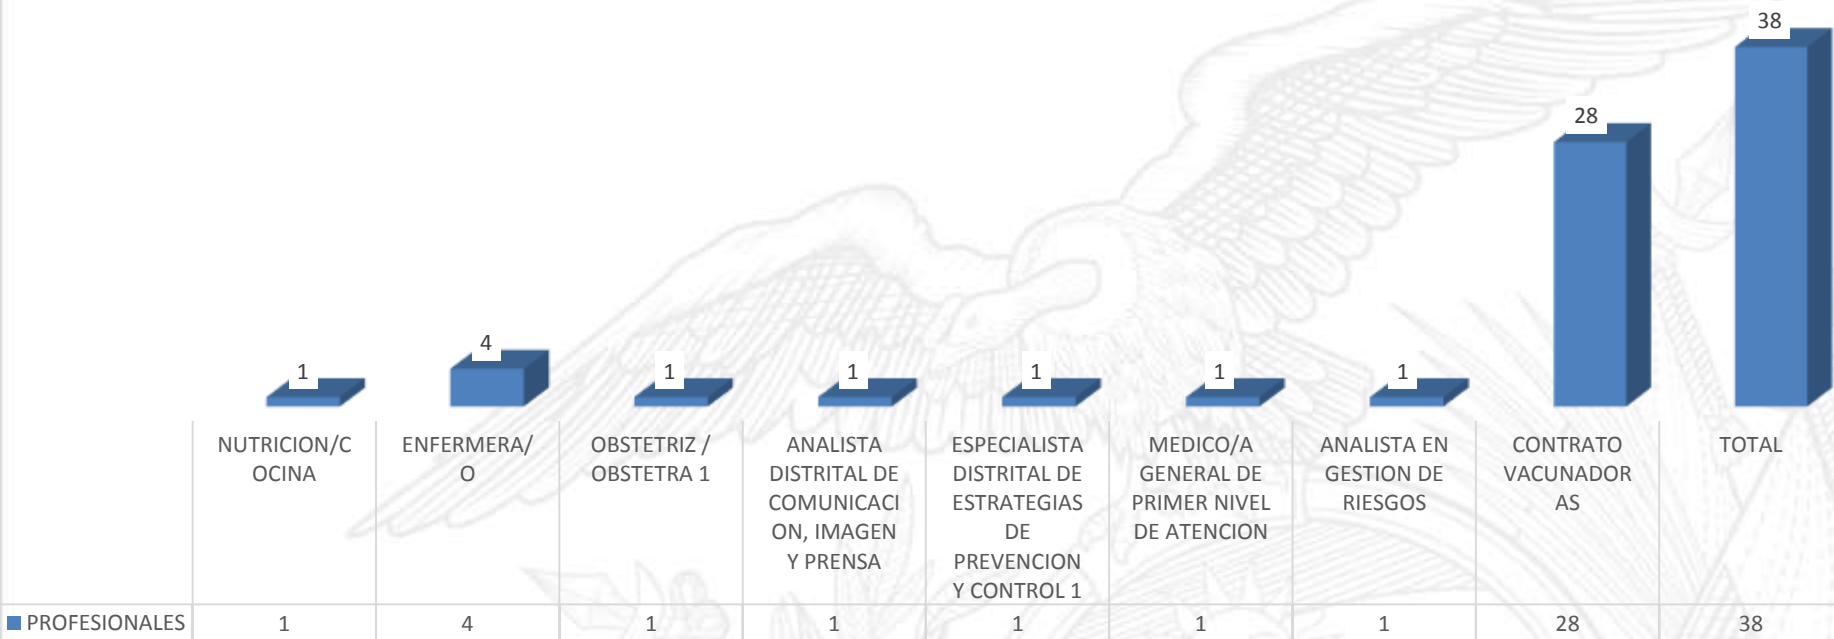 38
28
4
1
1
1
1
1
1
NUTRICION/C
OCINA
ENFERMERA/
O
OBSTETRIZ /
OBSTETRA 1
ANALISTA
DISTRITAL DE
COMUNICACI
ON, IMAGEN
Y PRENSA
ESPECIALISTA
DISTRITAL DE
ESTRATEGIAS
DE
PREVENCION
Y CONTROL 1
MEDICO/A
GENERAL DE
PRIMER NIVEL
DE ATENCION
ANALISTA EN
GESTION DE
RIESGOS
CONTRATO
VACUNADOR
AS
TOTAL
PROFESIONALES 1 4 1 1 1 1 1 28 38